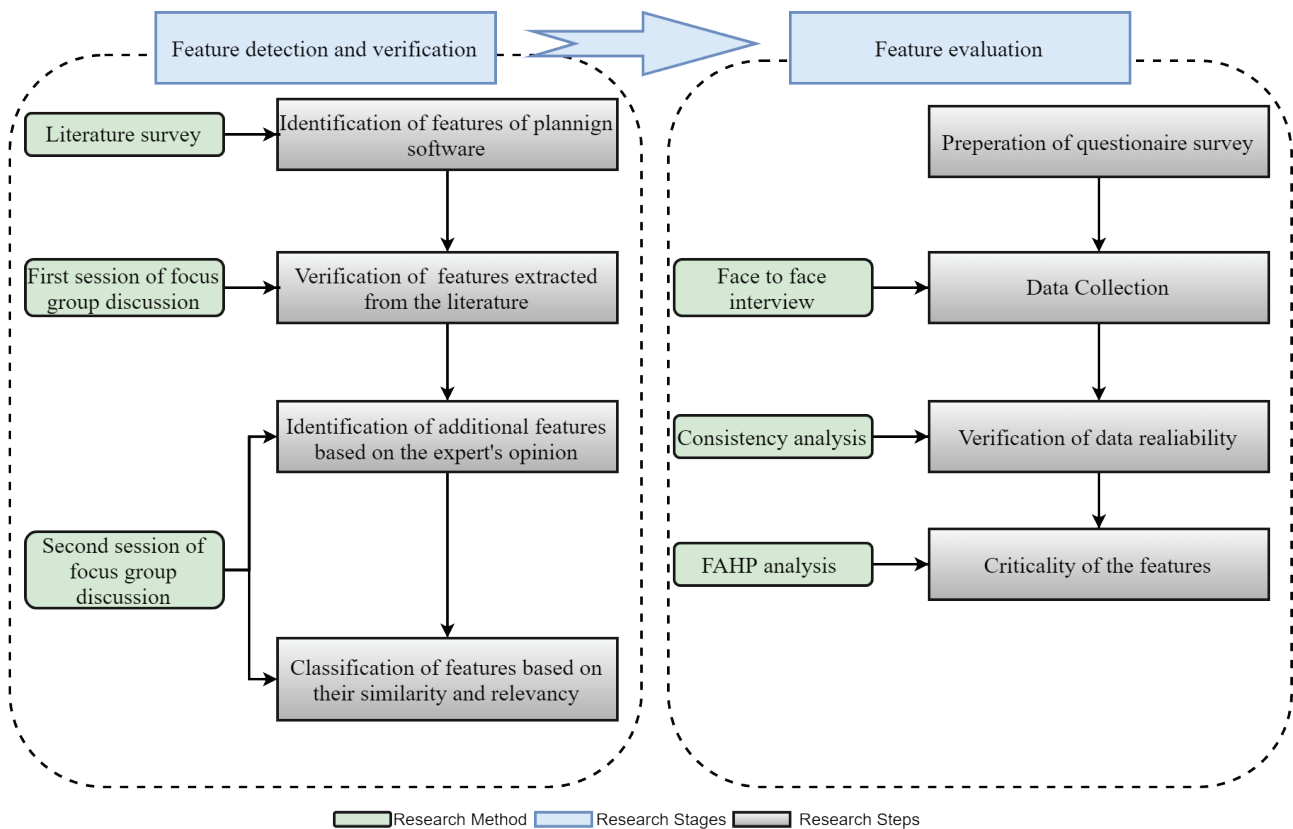 Feature detection and verification
Literature survey
Identification of features of plannign
software
First session of focus
group discussion
Verification of  features extracted
from the literature
Identification of additional features
based on the expert's opinion
Second session of
focus group
discussion
Classification of features based on
their similarity and relevancy
Feature evaluation
Preperation of questionaire survey
Face to face
interview
Data Collection
Consistency analysis
Verification of data realiability
FAHP analysis
Criticality of the features
Research Method
Research Stages
Research Steps